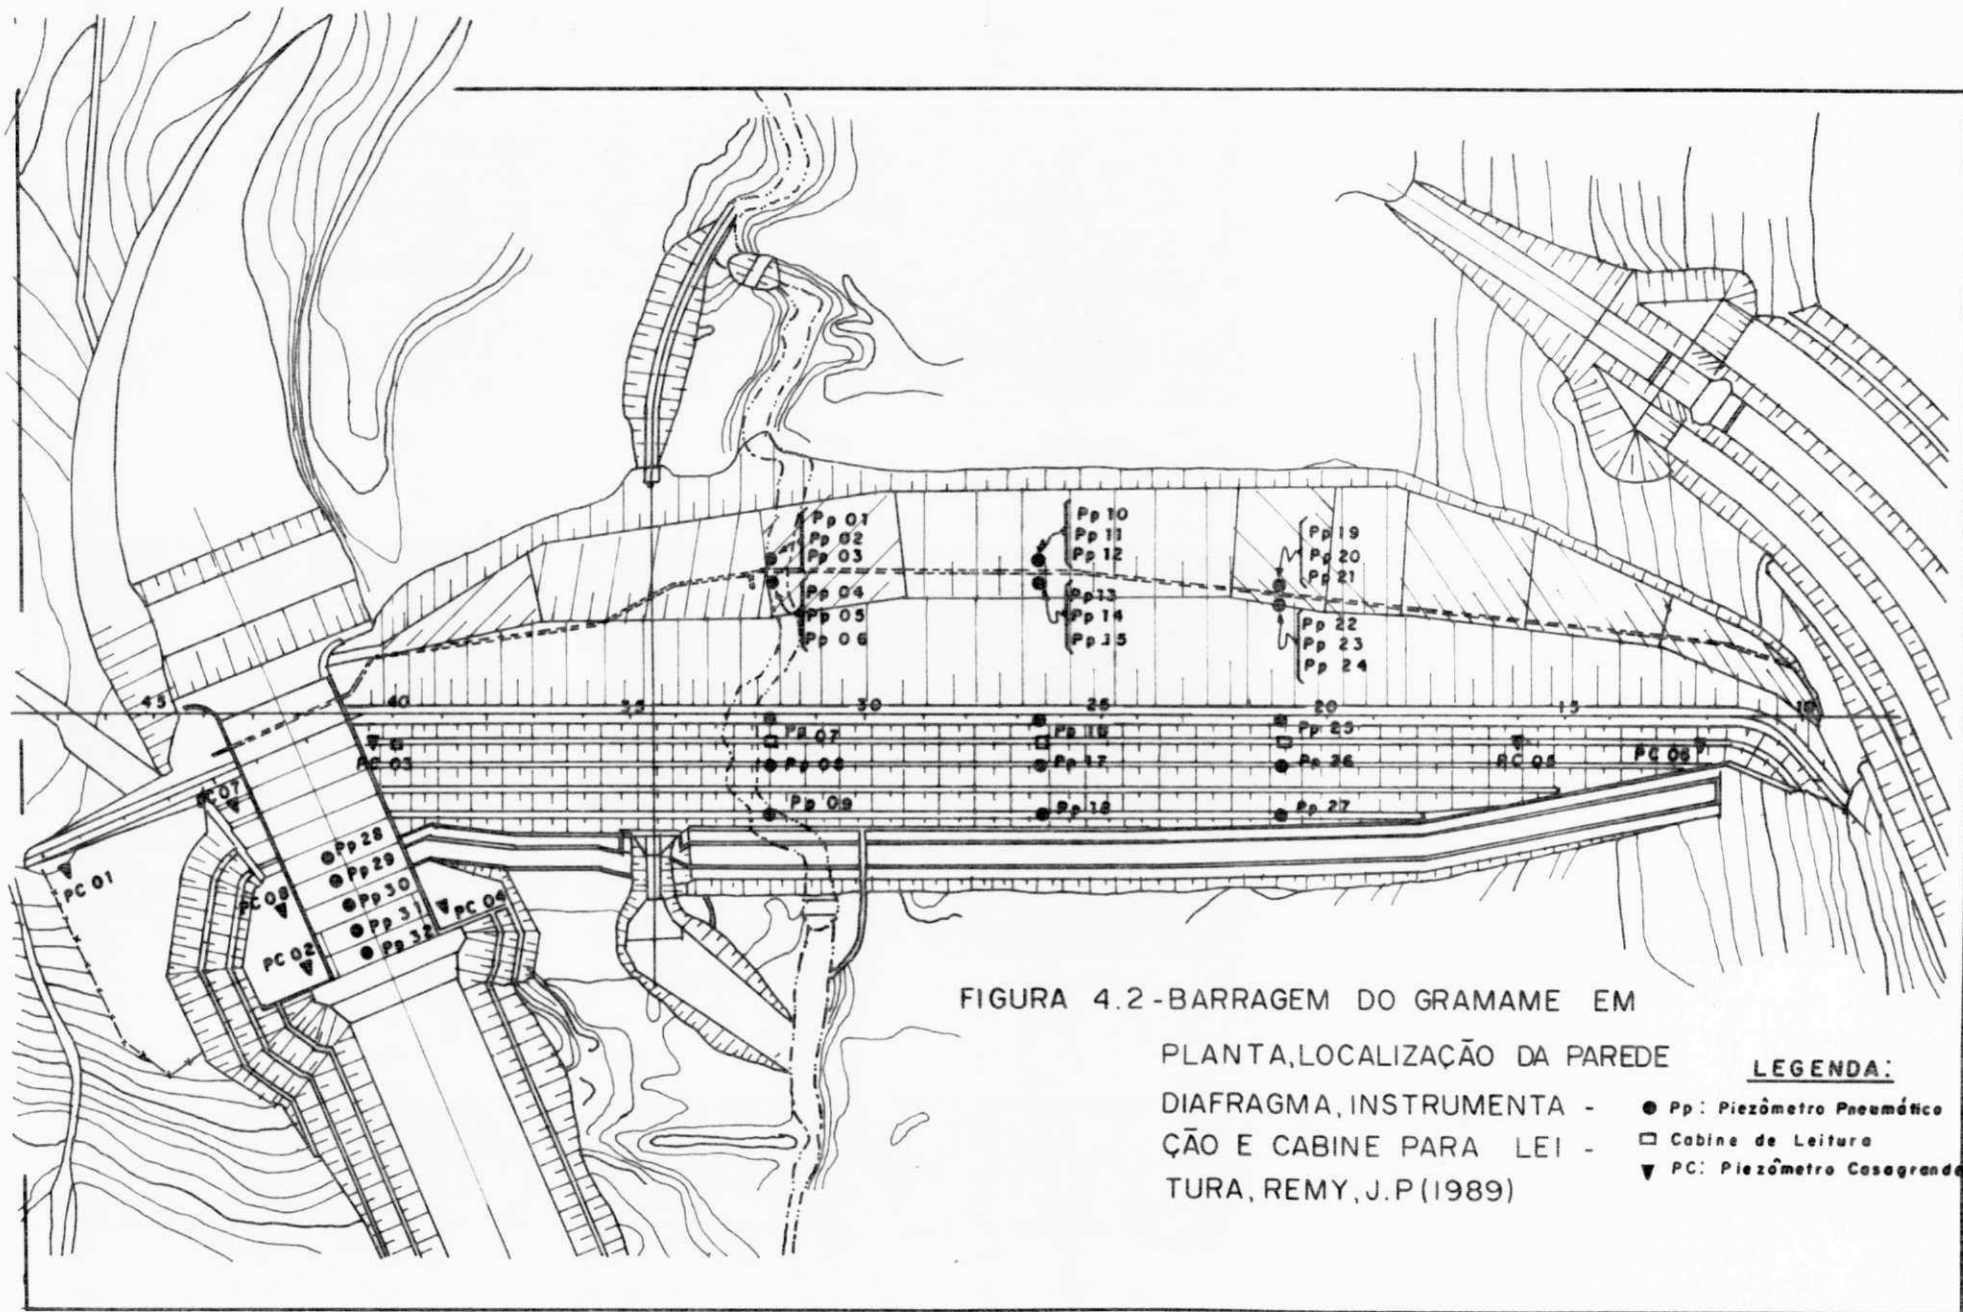 Pp 01
Pp 02
Pp 03
Pp 04
Pp 05
Pp 06
Pp 10
Pp 11
Pp 12
Pp 13
Pp 14
Pp 15
Pp 19
Pp 20
Pp 21
Pp 22
Pp 23
Pp 24
45
40
35
30
25
20
15
10
Pp 07
Pp 16
Pp 25
PC 03
Pp 08
Pp 17
Pp 26
PC 05
PC 06
PC 07
Pp 09
Pp 18
Pp 27
PC 01
Pp 28
Pp 29
Pp 30
Pp 31
Pp 32
PC 08
PC 04
PC 02
FIGURA 4.2-BARRAGEM DO GRAMAME EM
PLANTA, LOCALIZAÇÃO DA PAREDE
DIAFRAGMA, INSTRUMENTA -
ÇÃO E CABINE PARA LEI -
TURA, REMY, J.P (1989)
LEGENDA:
Pp: Piezômetro Pneumático
Cabine de Leitura
PC: Piezômetro Casagrande